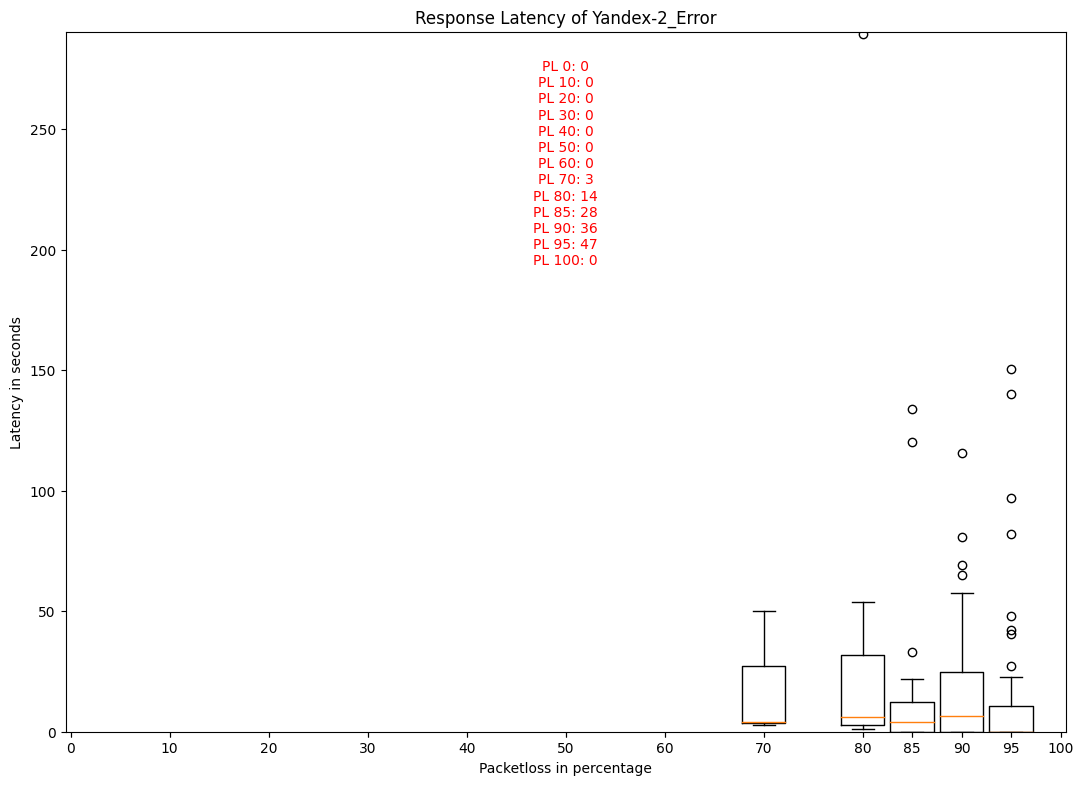 Response Latency of Yandex-2_Error
PL 0: 0
PL 10: 0
PL 20: 0
PL 30: 0
PL 40: 0
PL 50: 0
PL 60: 0
PL 70: 3
PL 80: 14
PL 85: 28
PL 90: 36
PL 95: 47
PL 100: 0
250
200
150
100
50
0
Latency in seconds
0 10 20 30 40 50 60 70 80 85 90 95 100
Packetloss in percentage